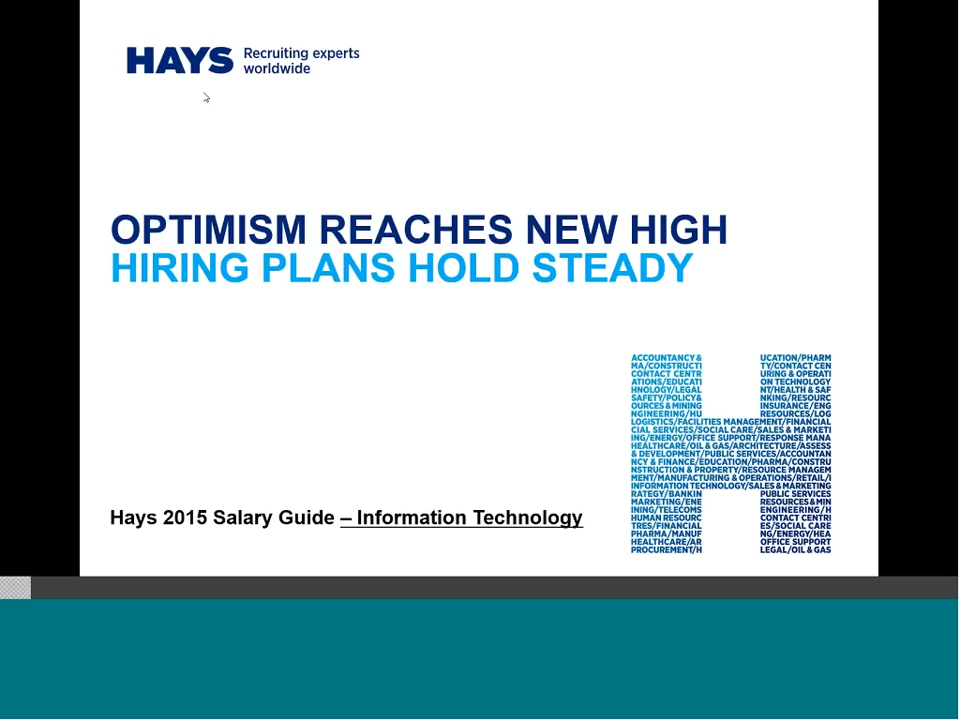 HAYS Recruiting experts
worldwide
OPTIMISM REACHES NEW HIGH
HIRING PLANS HOLD STEADY
ACCOUNTANCY & UCATION/PHARM
MA/CONSTRUCTI TY/CONTACT CEN
CONTACT CENTR URING & OPERATI
ATIONS/EDUCATI ON TECHNOLOGY
HNOLOGY/LEGAL NT/HEALTH & SAF
SAFETY/POLICY& NKING/RESOURC
OURCES & MINING INSURANCE/ENG
NGINEERING/HU RESOURCES/LOG
LOGISTICS/FACILITIES MANAGEMENT/FINANCIAL
CIAL SERVICES/SOCIAL CARE/SALES & MARKETI
ING/ENERGY/OFFICE SUPPORT/RESPONSE MANA
HEALTHCARE/OIL & GAS/ARCHITECTURE/ASSESS
& DEVELOPMENT/PUBLIC SERVICES/ACCOUNTAN
NCY & FINANCE/EDUCATION/PHARMA/CONSTRU
NSTRUCTION & PROPERTY/RESOURCE MANAGEM
MENT/MANUFACTURING & OPERATIONS/RETAIL/I
INFORMATION TECHNOLOGY/SALES & MARKETING
RATEGY/BANKIN PUBLIC SERVICES
MARKETING/ENE RESOURCES & MIN
INING/TELECOMS ENGINEERING/H
HUMAN RESOURC CONTACT CENTRI
TRES/FINANCIAL ES/SOCIAL CARE
PHARMA/MANUF NG/ENERGY/HEA
HEALTHCARE/AR OFFICE SUPPORT
PROCUREMENT/H LEGAL/OIL & GAS
Hays 2015 Salary Guide – Information Technology